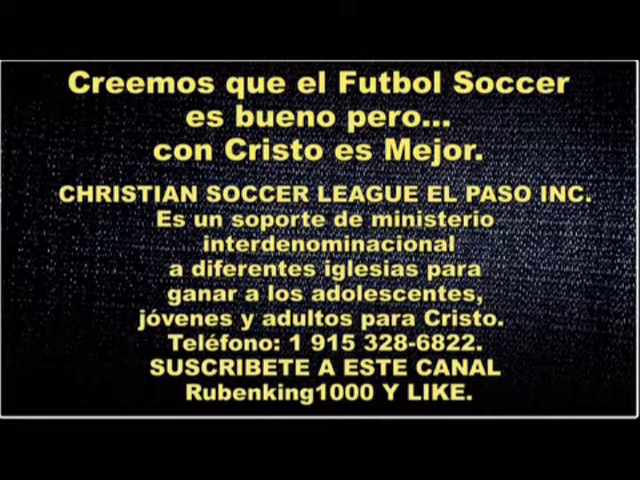 Creemos que el Futbol Soccer
es bueno pero...
con Cristo es Mejor.
CHRISTIAN SOCCER LEAGUE EL PASO INC.
Es un soporte de ministerio
interdenominacional
a diferentes iglesias para
ganar a los adolescentes,
jóvenes y adultos para Cristo.
Teléfono: 1 915 328-6822.
SUSCRIBETE A ESTE CANAL
Rubenking1000 Y LIKE.